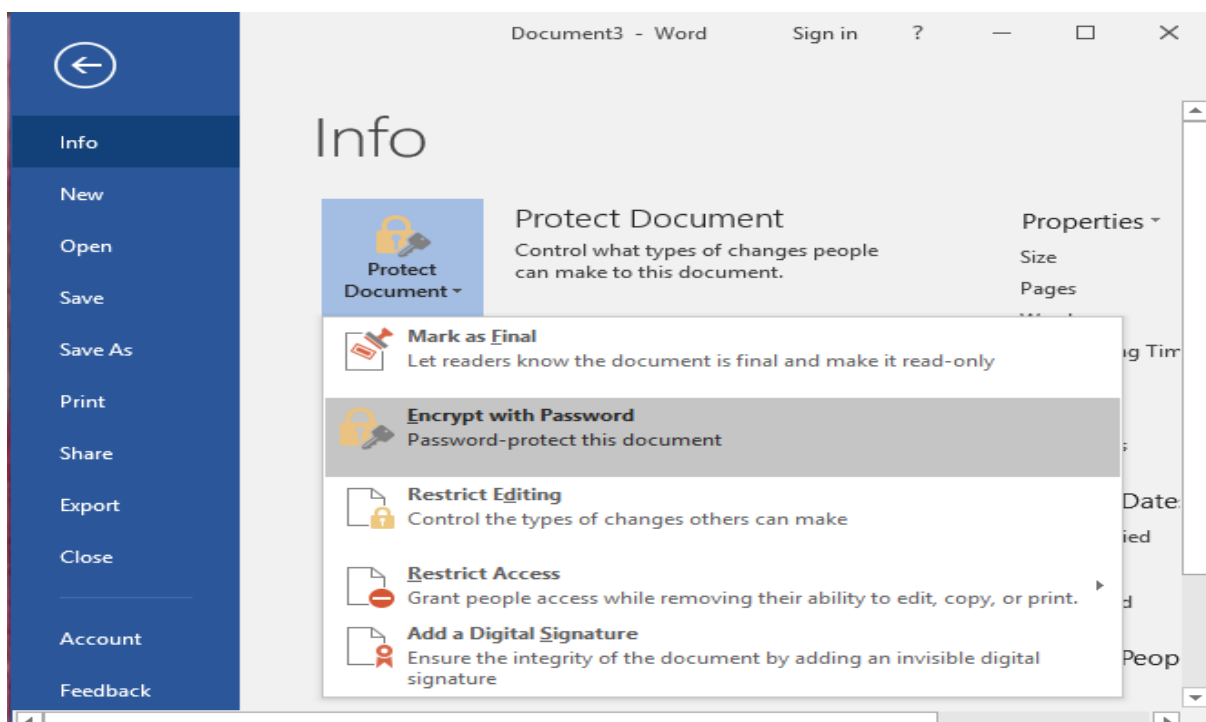 Document3 - Word
Sign in
?
Info
New
Open
Save
Save As
Print
Share
Export
Close
Account
Feedback
Info
Protect
Document
Protect Document
Control what types of changes people
can make to this document.
Mark as Final
Let readers know the document is final and make it read-only
Encrypt with Password
Password-protect this document
Restrict Editing
Control the types of changes others can make
Restrict Access
Grant people access while removing their ability to edit, copy, or print.
Add a Digital Signature
Ensure the integrity of the document by adding an invisible digital
signature
Properties
Size
Pages